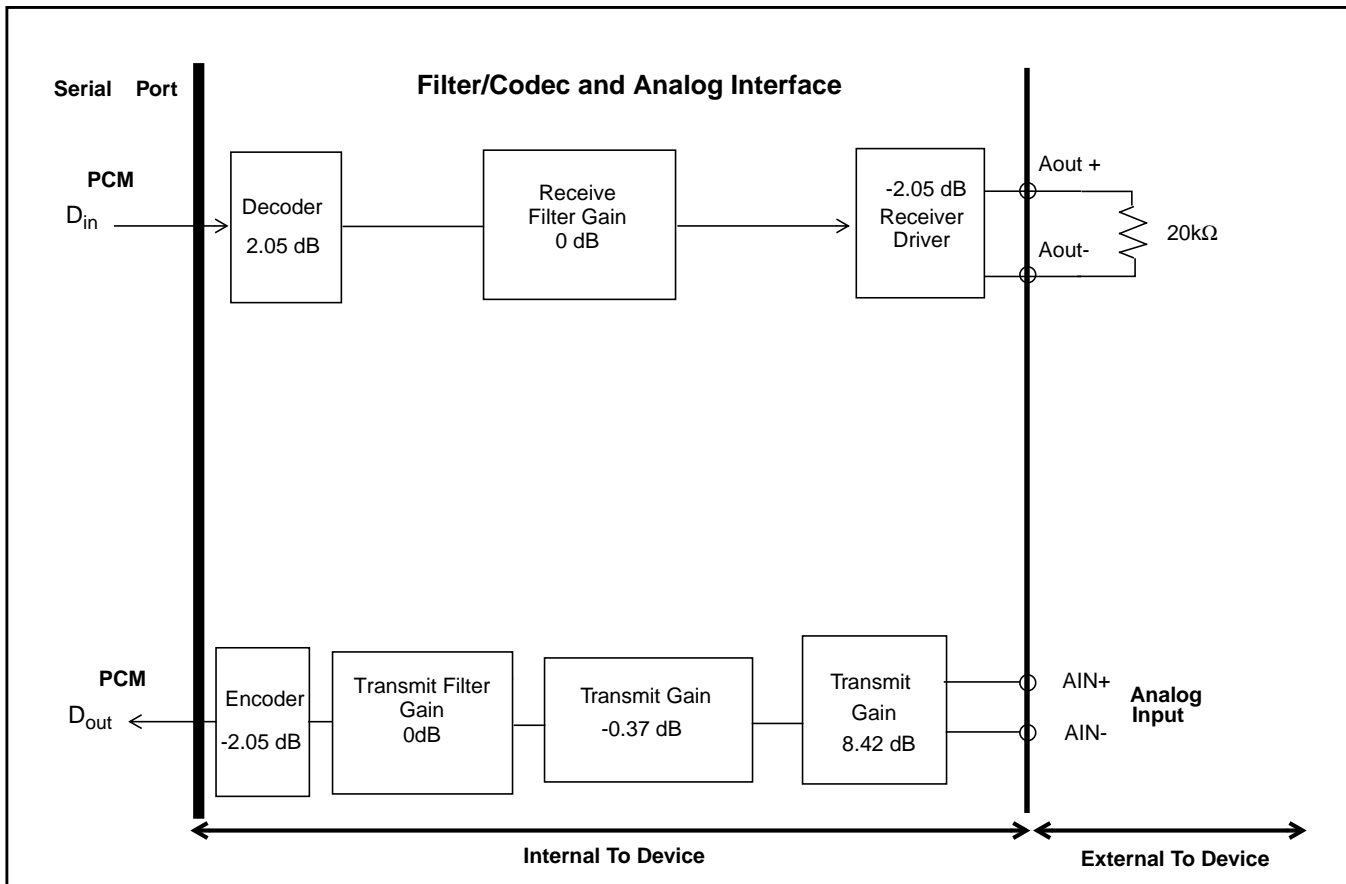 Serial Port
Filter/Codec and Analog Interface
PCM
Din
Decoder
2.05 dB
Receive
Filter Gain
0 dB
-2.05 dB
Receiver
Driver
Aout +
Aout-
20kΩ
PCM
Dout
Encoder
-2.05 dB
Transmit Filter
Gain
0dB
Transmit Gain
-0.37 dB
Transmit
Gain
8.42 dB
AIN+
AIN-
Analog
Input
Internal To Device
External To Device